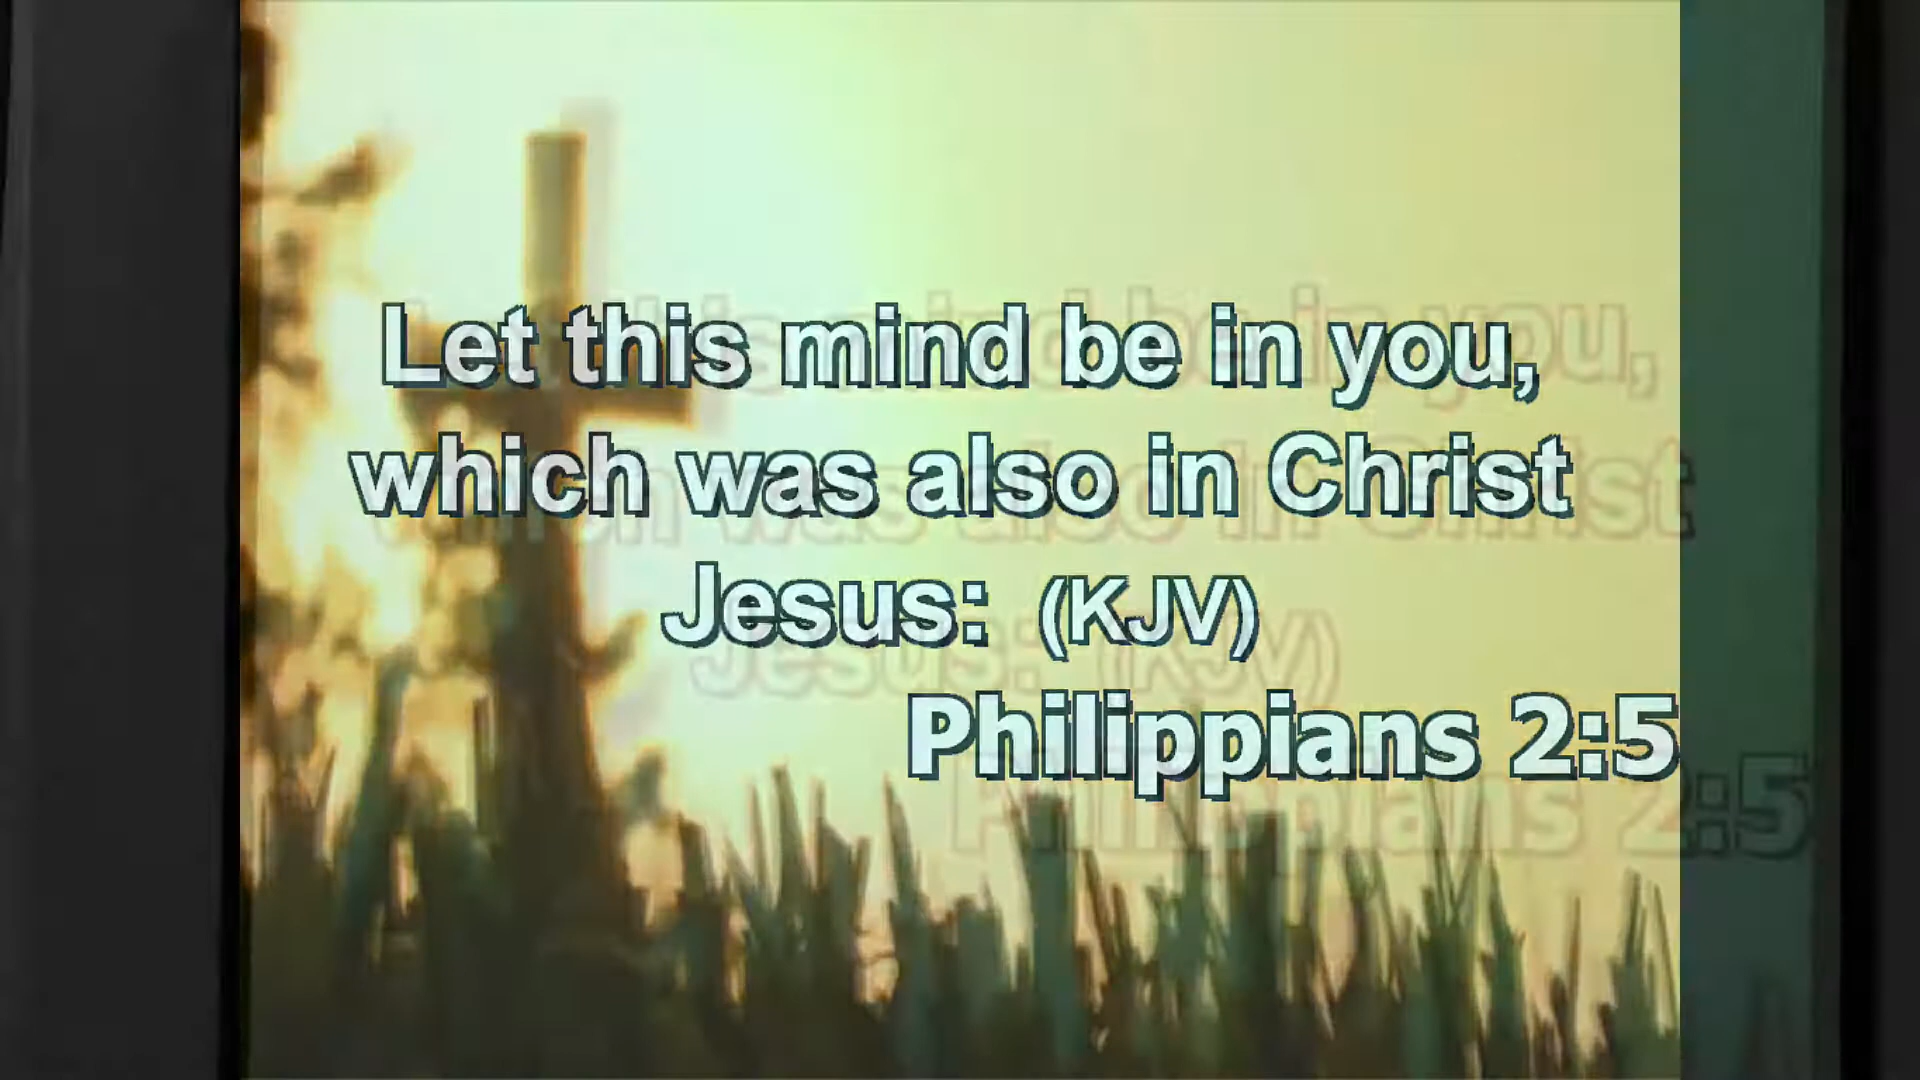 Let this mind be in you,
which was also in Christ
Jesus: (KJV)
Philippians 2:5